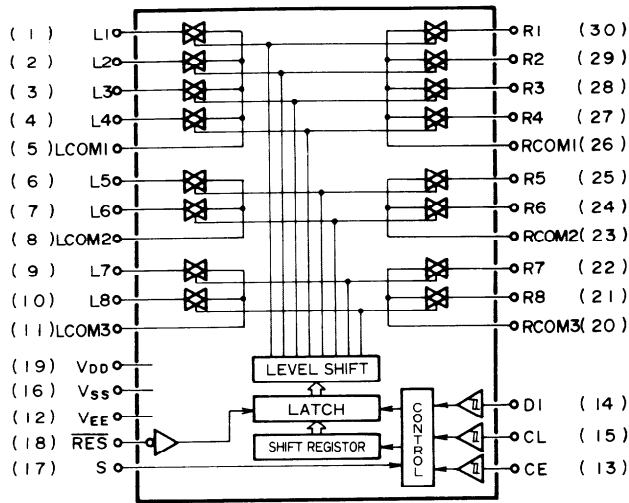 (1) L1 R1 (30)
(2) L2 R2 (29)
(3) L3 R3 (28)
(4) L4 R4 (27)
(5) LCOM1 RCOM1 (26)
(6) L5 R5 (25)
(7) L6 R6 (24)
(8) LCOM2 RCOM2 (23)
(9) L7 R7 (22)
(10) L8 R8 (21)
(11) LCOM3 RCOM3 (20)
(19) VDD LEVEL SHIFT
(16) VSS
(12) VEE LATCH DI (14)
(18) RES SHIFT REGISTOR CONTROL CL (15)
(17) S CE (13)